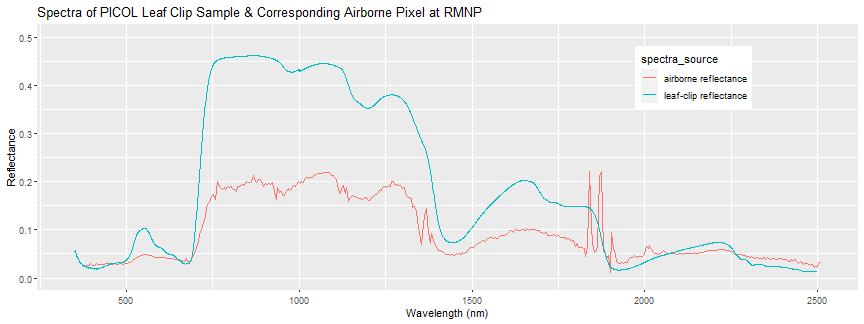 Spectra of PICOL Leaf Clip Sample & Corresponding Airborne Pixel at RMNP
0.5
0.4
0.3
0.2
0.1
0.0
Reflectance
500
1000
1500
2000
2500
Wavelength (nm)
spectra_source
airborne reflectance
leaf-clip reflectance